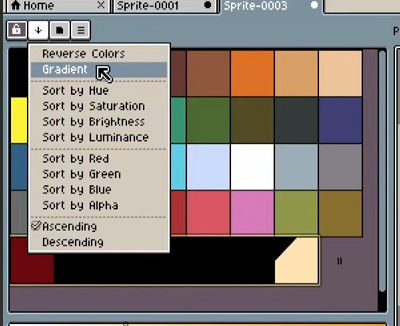 Home × Sprite-0001 Sprite-0003
Reverse Colors
Gradient
Sort by Hue
Sort by Saturation
Sort by Brightness
Sort by Luminance
Sort by Red
Sort by Green
Sort by Blue
Sort by Alpha
Ascending
Descending